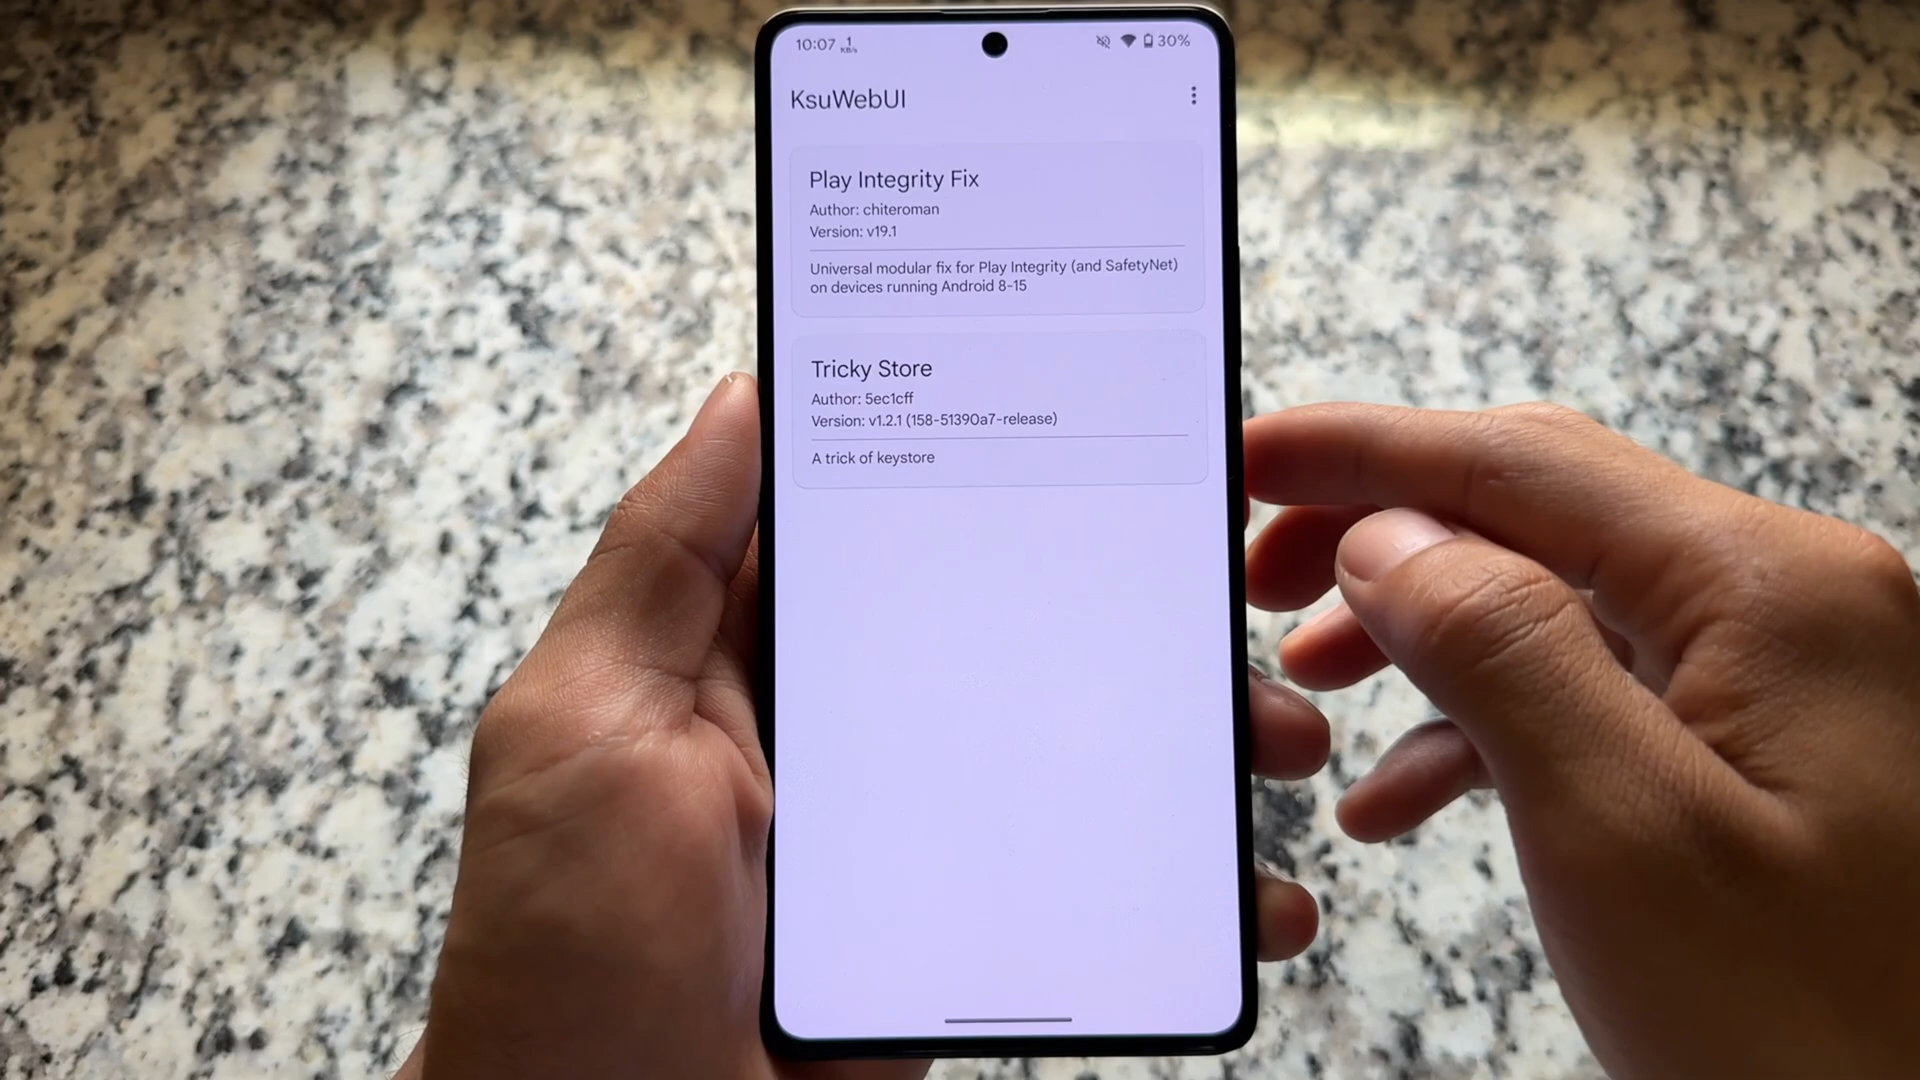 10:07 1 KB/s 30%
KsuWebUI
Play Integrity Fix
Author: chiteroman
Version: v19.1
Universal modular fix for Play Integrity (and SafetyNet)
on devices running Android 8-15
Tricky Store
Author: 5ec1cff
Version: v1.2.1 (158-51390a7-release)
A trick of keystore